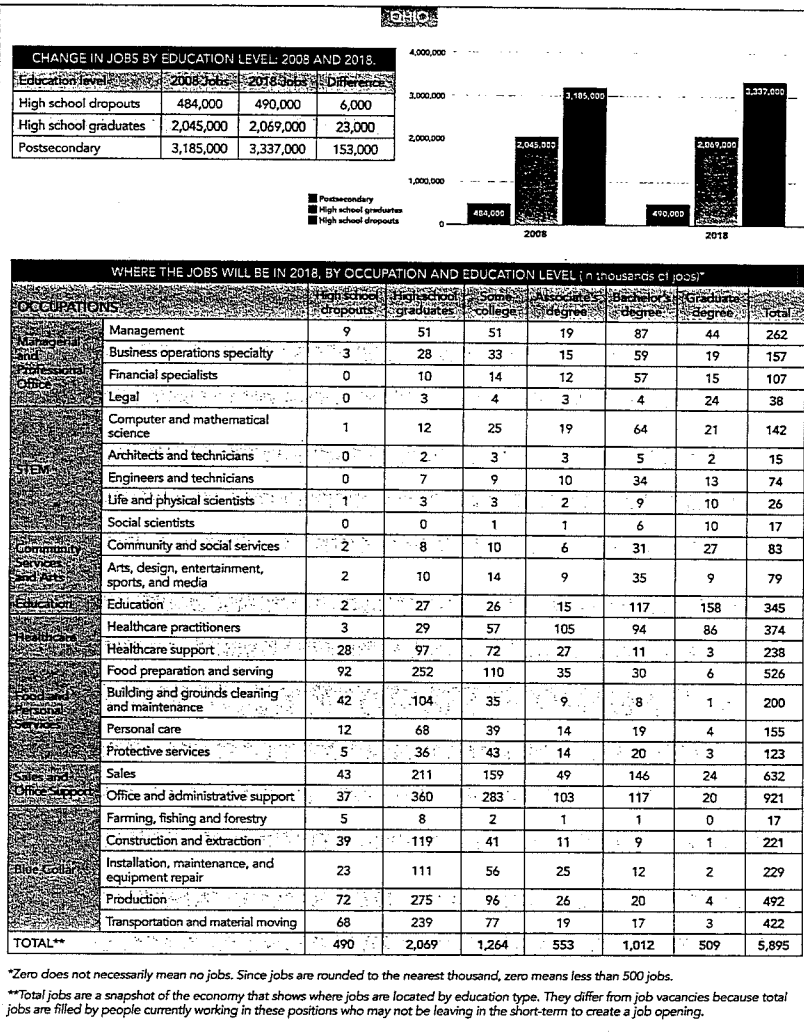 OHIO
CHANGE IN JOBS BY EDUCATION LEVEL: 2008 AND 2018.
Education level 2008 Jobs 2018 Jobs Difference
High school dropouts 484,000 490,000 6,000
High school graduates 2,045,000 2,069,000 23,000
Postsecondary 3,185,000 3,337,000 153,000
4,000,000
3,000,000
2,000,000
1,000,000
0
484,000 2,045,000 3,185,000
490,000 2,069,000 3,337,000
2008 2018
Postsecondary
High school graduates
High school dropouts
WHERE THE JOBS WILL BE IN 2018, BY OCCUPATION AND EDUCATION LEVEL (in thousands of jobs)*
OCCUPATIONS High school dropouts High school graduates Some college Associate's degree Bachelor's degree Graduate degree Total
Managerial and Professional Office
Management 9 51 51 19 87 44 262
Business operations specialty 3 28 33 15 59 19 157
Financial specialists 0 10 14 12 57 15 107
Legal 0 3 4 3 4 24 38
STEM
Computer and mathematical science 1 12 25 19 64 21 142
Architects and technicians 0 2 3 3 5 2 15
Engineers and technicians 0 7 9 10 34 13 74
Life and physical scientists 1 3 3 2 9 10 26
Social scientists 0 0 1 1 6 10 17
Community Services and Arts
Community and social services 2 8 10 6 31 27 83
Arts, design, entertainment, sports, and media 2 10 14 9 35 9 79
Education
Education 2 27 26 15 117 158 345
Healthcare
Healthcare practitioners 3 29 57 105 94 86 374
Healthcare support 28 97 72 27 11 3 238
Food and Personal Services
Food preparation and serving 92 252 110 35 30 6 526
Building and grounds cleaning and maintenance 42 104 35 9 8 1 200
Personal care 12 68 39 14 19 4 155
Protective services 5 36 43 14 20 3 123
Sales and Office Support
Sales 43 211 159 49 146 24 632
Office and administrative support 37 360 283 103 117 20 921
Blue Collar
Farming, fishing and forestry 5 8 2 1 1 0 17
Construction and extraction 39 119 41 11 9 1 221
Installation, maintenance, and equipment repair 23 111 56 25 12 2 229
Production 72 275 96 26 20 4 492
Transportation and material moving 68 239 77 19 17 3 422
TOTAL** 490 2,069 1,264 553 1,012 509 5,895
*Zero does not necessarily mean no jobs. Since jobs are rounded to the nearest thousand, zero means less than 500 jobs.
**Total jobs are a snapshot of the economy that shows where jobs are located by education type. They differ from job vacancies because total
jobs are filled by people currently working in these positions who may not be leaving in the short-term to create a job opening.